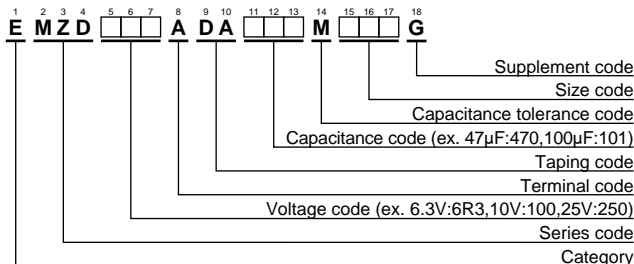 1 2 3 4 5 6 7 8 9 10 11 12 13 14 15 16 17 18
E M Z D □□□ A D A □□□ M □□□ G
Supplement code
Size code
Capacitance tolerance code
Capacitance code (ex. 47µF:470,100µF:101)
Taping code
Terminal code
Voltage code (ex. 6.3V:6R3,10V:100,25V:250)
Series code
Category